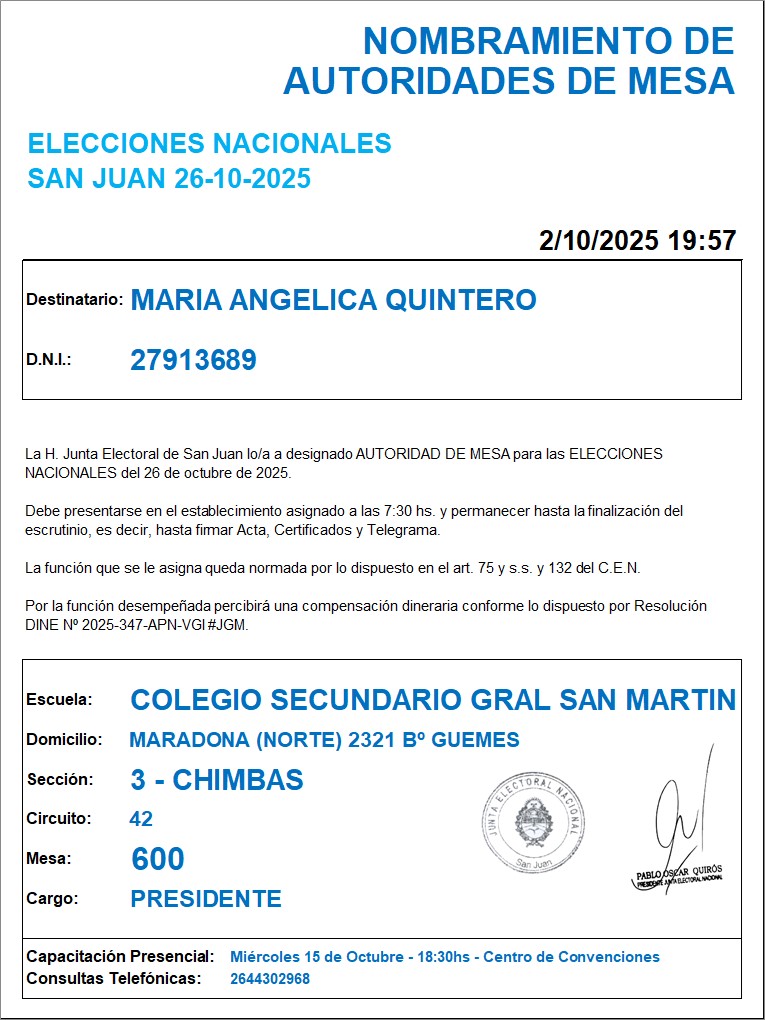 NOMBRAMIENTO DE
AUTORIDADES DE MESA
ELECCIONES NACIONALES
SAN JUAN 26-10-2025
2/10/2025 19:57
Destinatario: MARIA ANGELICA QUINTERO
D.N.I.: 27913689
La H. Junta Electoral de San Juan lo/a a designado AUTORIDAD DE MESA para las ELECCIONES
NACIONALES del 26 de octubre de 2025.
Debe presentarse en el establecimiento asignado a las 7:30 hs. y permanecer hasta la finalización del
escrutinio, es decir, hasta firmar Acta, Certificados y Telegrama.
La función que se le asigna queda normada por lo dispuesto en el art. 75 y s.s. y 132 del C.E.N.
Por la función desempeñada percibirá una compensación dineraria conforme lo dispuesto por Resolución
DINE Nº 2025-347-APN-VGI#JGM.
Escuela: COLEGIO SECUNDARIO GRAL SAN MARTIN
Domicilio: MARADONA (NORTE) 2321 Bº GUEMES
Sección: 3 - CHIMBAS
Circuito: 42
Mesa: 600
Cargo: PRESIDENTE
JUNTA ELECTORAL NACIONAL
San Juan
PABLO OSCAR QUIRÓS
PRESIDENTE JUNTA ELECTORAL NACIONAL
Capacitación Presencial: Miércoles 15 de Octubre - 18:30hs - Centro de Convenciones
Consultas Telefónicas: 2644302968